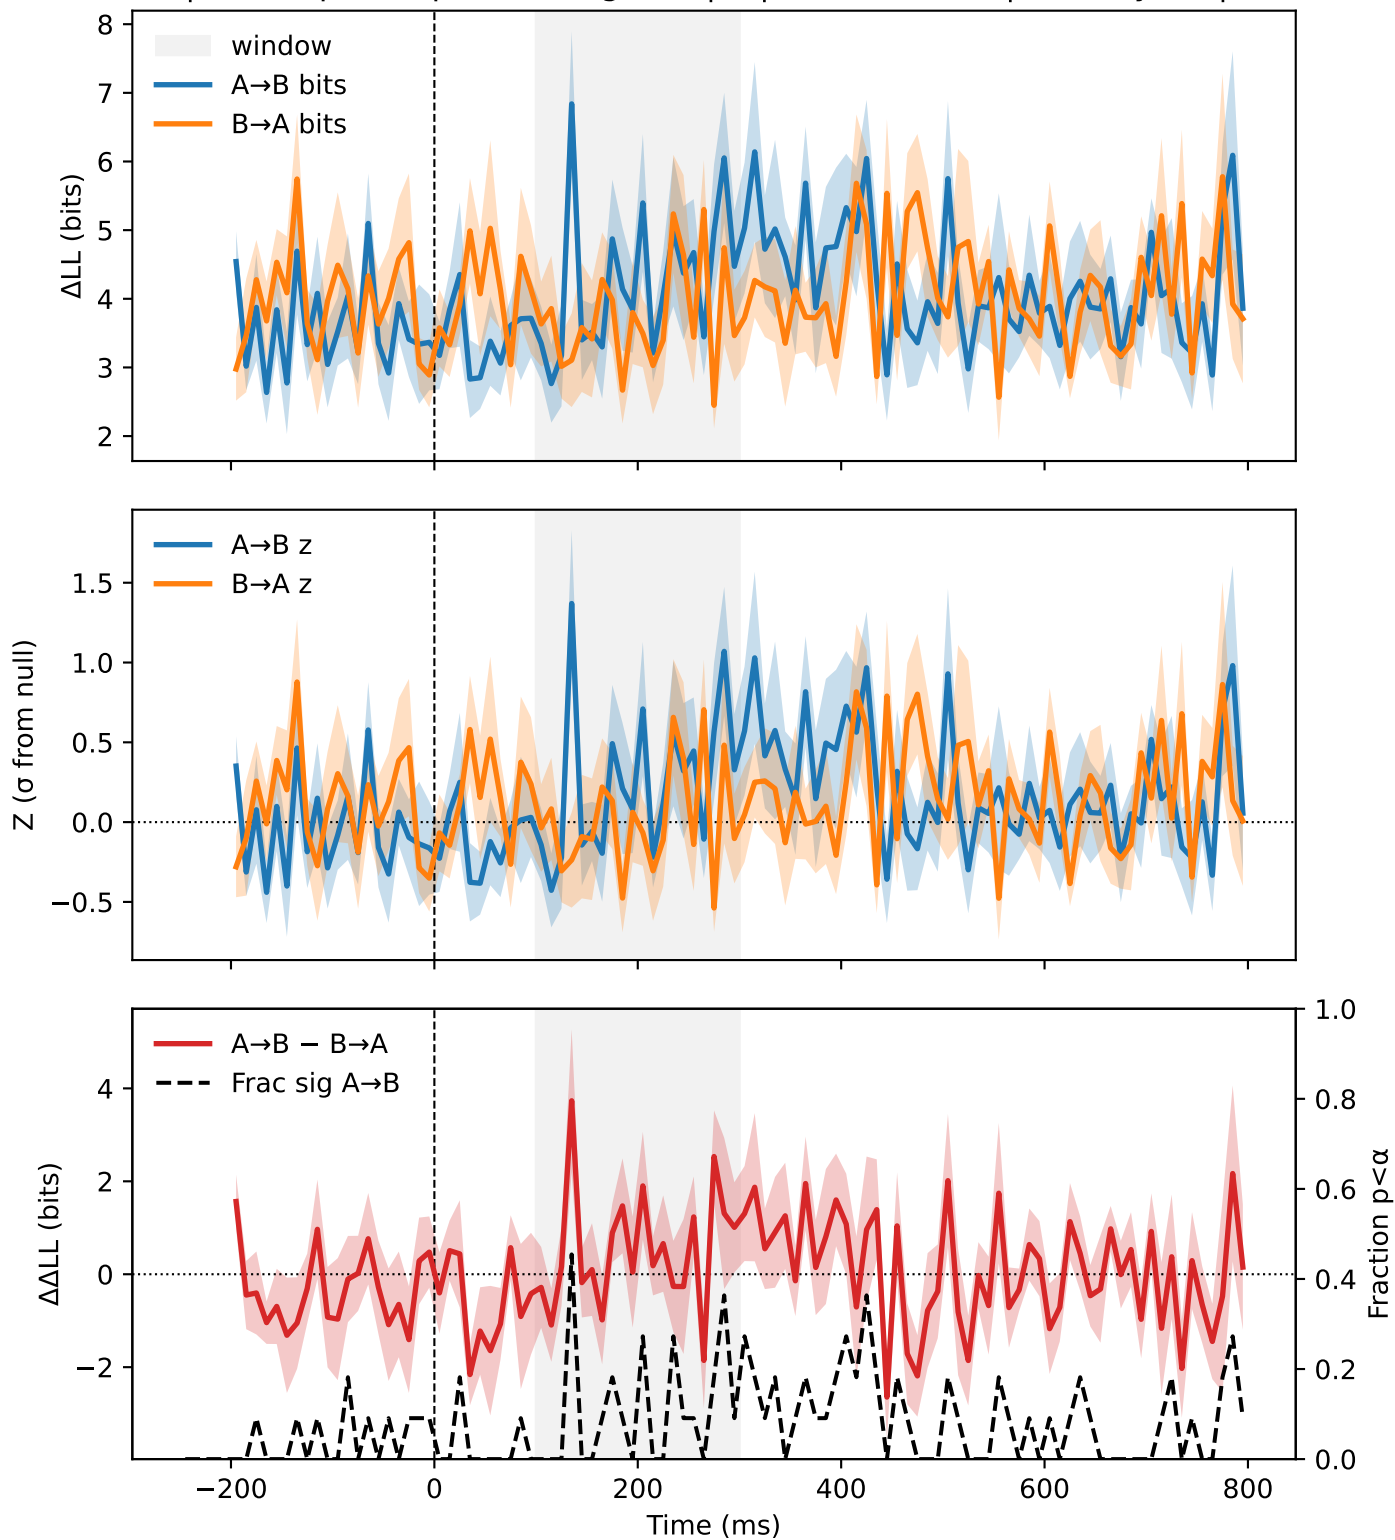 8
7
6
5
4
3
2
ΔLL (bits)
window
A→B bits
B→A bits
1.5
1.0
0.5
0.0
−0.5
Z (σ from null)
A→B z
B→A z
4
2
0
−2
ΔΔLL (bits)
A→B − B→A
Frac sig A→B
1.0
0.8
0.6
0.4
0.2
0.0
Fraction p<α
−200
0
200
400
600
800
Time (ms)